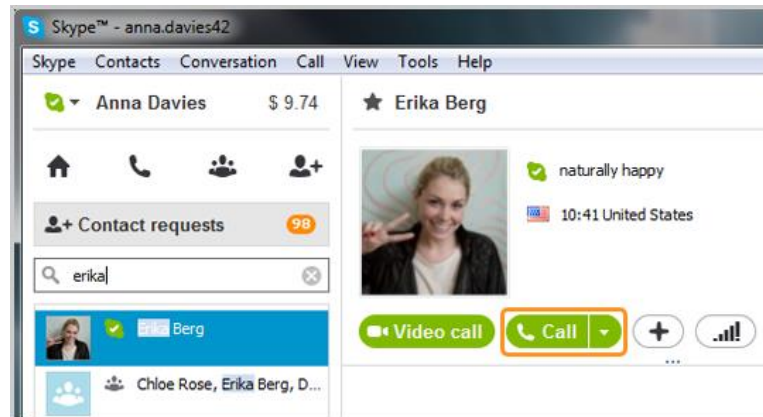 S Skype™ - anna.davies42
Skype Contacts Conversation Call View Tools Help
Anna Davies $ 9.74
Erika Berg
naturally happy
10:41 United States
Contact requests 98
erika
Video call Call
Erika Berg
Chloe Rose, Erika Berg, D...